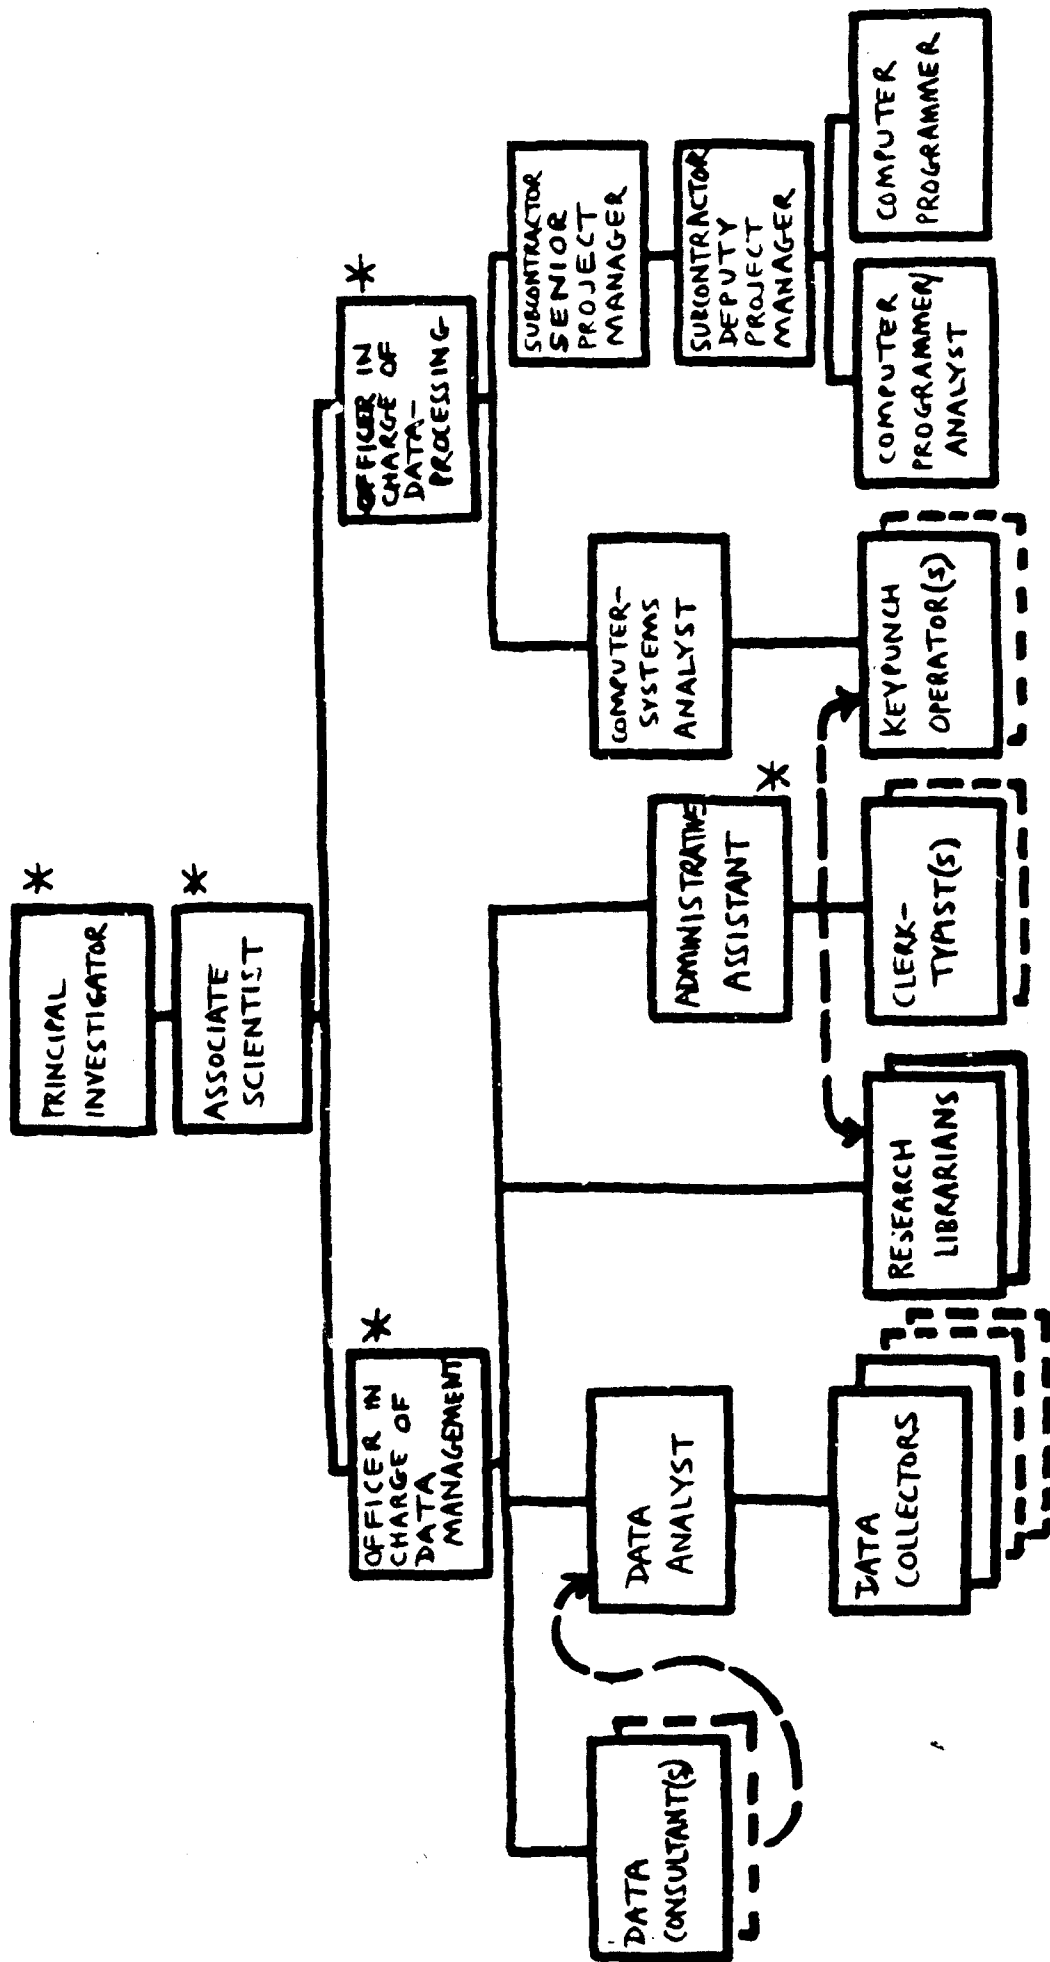 PRINCIPAL
INVESTIGATOR
*
ASSOCIATE
SCIENTIST
*
OFFICER IN
CHARGE OF
DATA
MANAGEMENT
*
OFFICER IN
CHARGE OF
DATA-
PROCESSING
*
DATA
CONSULTANT(S)
DATA
ANALYST
ADMINISTRATIVE
ASSISTANT
*
COMPUTER-
SYSTEMS
ANALYST
SUBCONTRACTOR
SENIOR
PROJECT
MANAGER
SUBCONTRACTOR
DEPUTY
PROJECT
MANAGER
DATA
COLLECTORS
RESEARCH
LIBRARIANS
CLERK-
TYPIST(S)
KEYPUNCH
OPERATOR(S)
COMPUTER
PROGRAMMER/
ANALYST
COMPUTER
PROGRAMMER